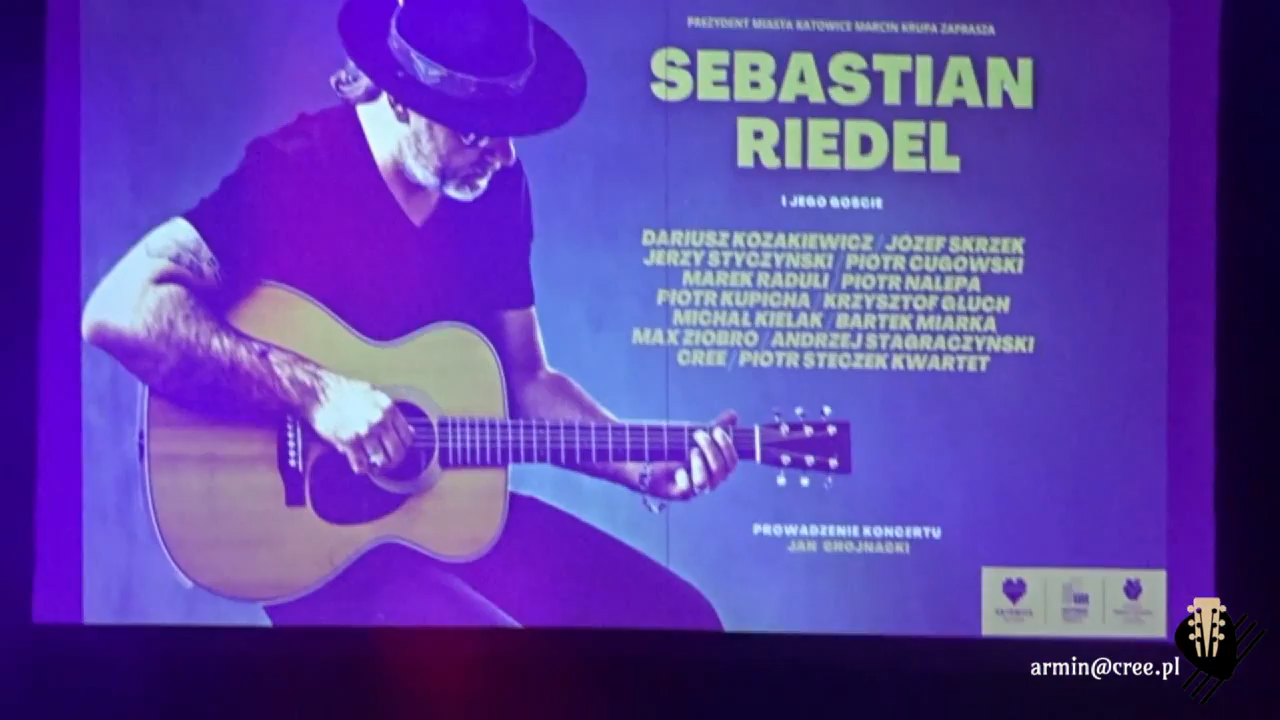 PREZYDENT MIASTA KATOWICE MARCIN KRUPA ZAPRASZA
SEBASTIAN
RIEDEL
I JEGO GOŚCIE
DARIUSZ KOZAKIEWICZ / JÓZEF SKRZEK
JERZY STYCZYŃSKI / PIOTR CUGOWSKI
MAREK RADULI / PIOTR NALEPA
PIOTR KUPICHA / KRZYSZTOF GŁUCH
MICHAŁ KIELAK / BARTEK MIARKA
MAX ZIOBRO / ANDRZEJ STAGRACZYŃSKI
CREE / PIOTR STECZEK KWARTET
PROWADZENIE KONCERTU
JAN CHOJNACKI
armin@cree.pl